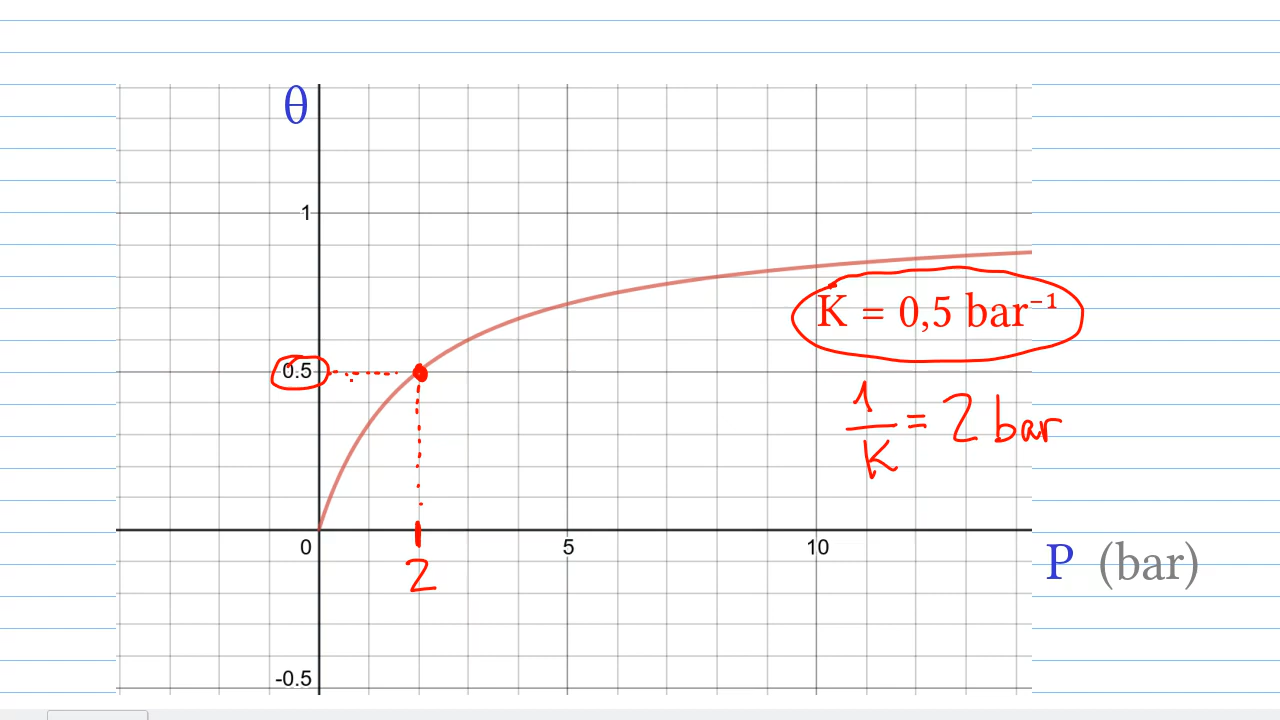 θ
1
K = 0,5 bar⁻¹
0.5
1/K = 2 bar
0 5 10
P (bar)
2
-0.5